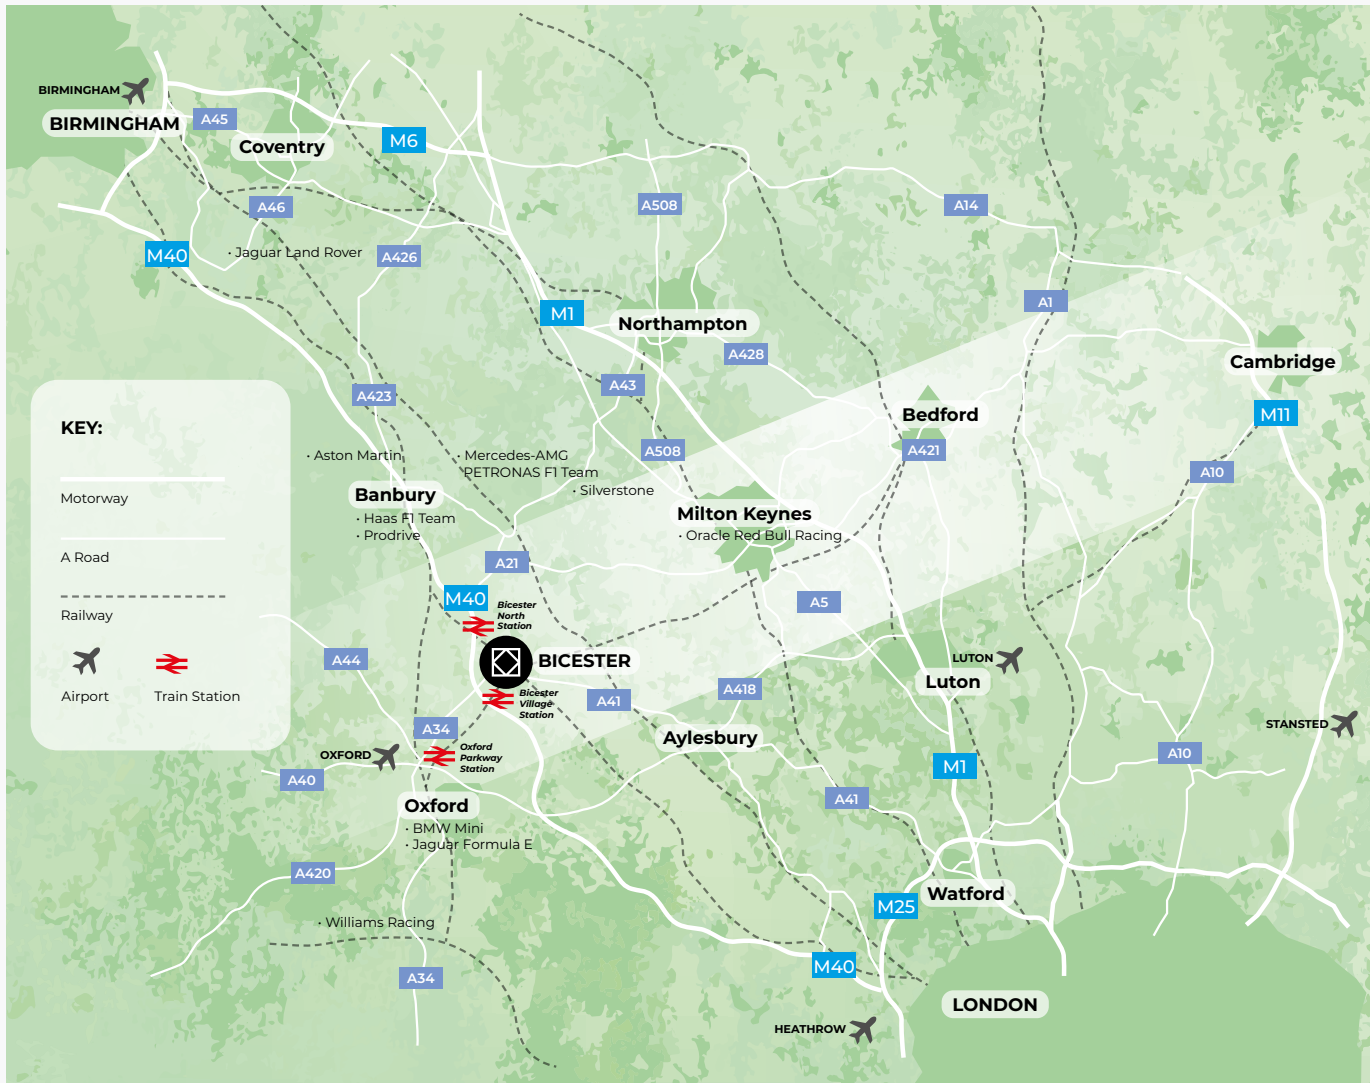 BIRMINGHAM
BIRMINGHAM
A45
Coventry
M6
A46
A508
A14
M40
· Jaguar Land Rover
A426
A1
M1
Northampton
A428
Cambridge
A43
A423
M11
Bedford
KEY:
Motorway
A Road
Railway
Airport
Train Station
· Aston Martin
· Mercedes-AMG
PETRONAS F1 Team
· Silverstone
A508
A421
A10
Banbury
· Haas F1 Team
· Prodrive
Milton Keynes
· Oracle Red Bull Racing
A21
M40
Bicester
North
Station
A5
A44
BICESTER
LUTON
Luton
A418
Bicester
Village
Station
A41
STANSTED
A34
Aylesbury
OXFORD
Oxford
Parkway
Station
A40
M1
A10
Oxford
· BMW Mini
· Jaguar Formula E
A41
A420
Watford
M25
· Williams Racing
A34
M40
LONDON
HEATHROW